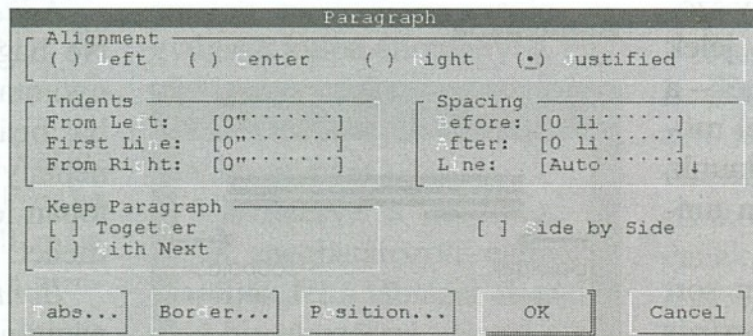 Paragraph
Alignment
( ) Left ( ) Center ( ) Right (•) Justified
Indents
From Left: [0"·······]
First Line: [0"·······]
From Right: [0"·······]
Spacing
Before: [0 li······]
After: [0 li······]
Line: [Auto······]↓
Keep Paragraph
[ ] Together
[ ] With Next
[ ] Side by Side
Tabs... Border... Position... OK Cancel